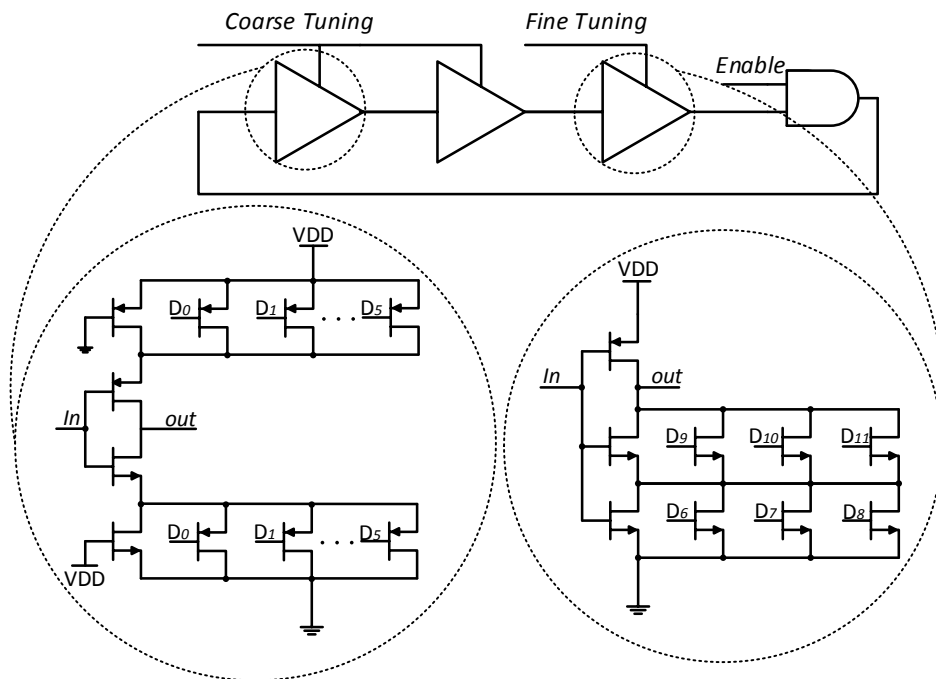 Coarse Tuning
Fine Tuning
Enable
VDD
D0 D1 . . . D5
In out
D0 D1 . . . D5
VDD
VDD
In out
D9 D10 D11
D6 D7 D8